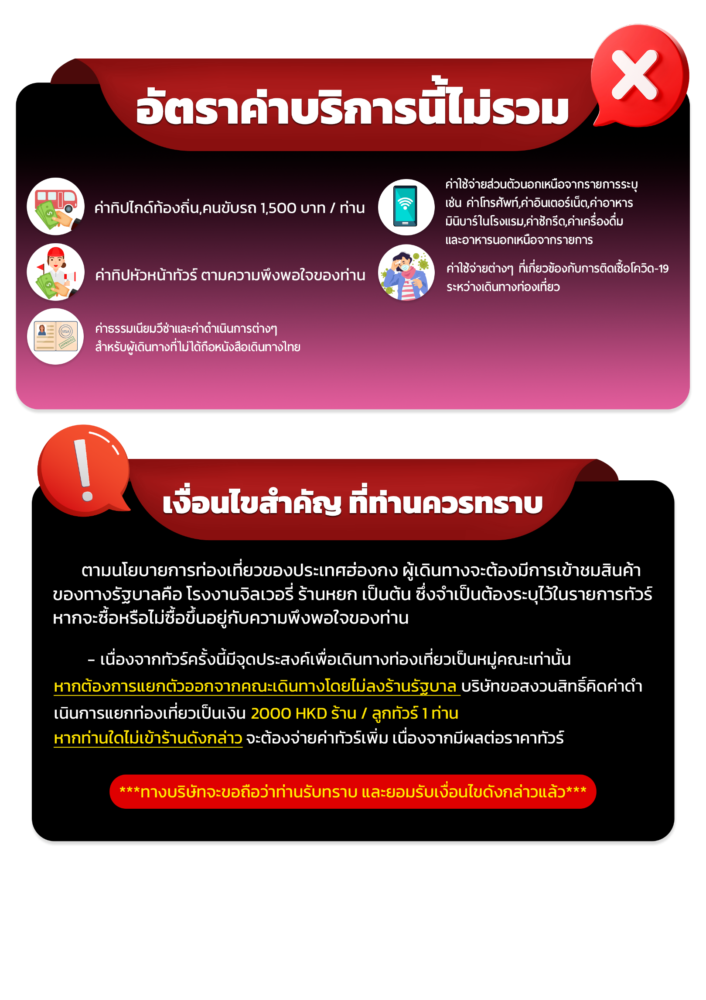 อัตราค่าบริการนี้ไม่รวม
ค่าทิปไกด์ท้องถิ่น,คนขับรถ 1,500 บาท / ท่าน
ค่าทิปหัวหน้าทัวร์ ตามความพึงพอใจของท่าน
VISA
APPROVED
ค่าธรรมเนียมวีซ่าและค่าดำเนินการต่างๆ
สำหรับผู้เดินทางที่ไม่ได้ถือหนังสือเดินทางไทย
ค่าใช้จ่ายส่วนตัวนอกเหนือจากรายการระบุ
เช่น ค่าโทรศัพท์,ค่าอินเตอร์เน็ต,ค่าอาหาร
มินิบาร์ในโรงแรม,ค่าซักรีด,ค่าเครื่องดื่ม
และอาหารนอกเหนือจากรายการ
ค่าใช้จ่ายต่างๆ ที่เกี่ยวข้องกับการติดเชื้อโควิด-19
ระหว่างเดินทางท่องเที่ยว
เงื่อนไขสำคัญ ที่ท่านควรทราบ
ตามนโยบายการท่องเที่ยวของประเทศฮ่องกง ผู้เดินทางจะต้องมีการเข้าชมสินค้า
ของทางรัฐบาลคือ โรงงานจิลเวอรี่ ร้านหยก เป็นต้น ซึ่งจำเป็นต้องระบุไว้ในรายการทัวร์
หากจะซื้อหรือไม่ซื้อขึ้นอยู่กับความพึงพอใจของท่าน
- เนื่องจากทัวร์ครั้งนี้มีจุดประสงค์เพื่อเดินทางท่องเที่ยวเป็นหมู่คณะเท่านั้น
หากต้องการแยกตัวออกจากคณะเดินทางโดยไม่ลงร้านรัฐบาล บริษัทขอสงวนสิทธิ์คิดค่าดำ
เนินการแยกท่องเที่ยวเป็นเงิน 2000 HKD ร้าน / ลูกทัวร์ 1 ท่าน
หากท่านใดไม่เข้าร้านดังกล่าว จะต้องจ่ายค่าทัวร์เพิ่ม เนื่องจากมีผลต่อราคาทัวร์
***ทางบริษัทจะขอถือว่าท่านรับทราบ และยอมรับเงื่อนไขดังกล่าวแล้ว***